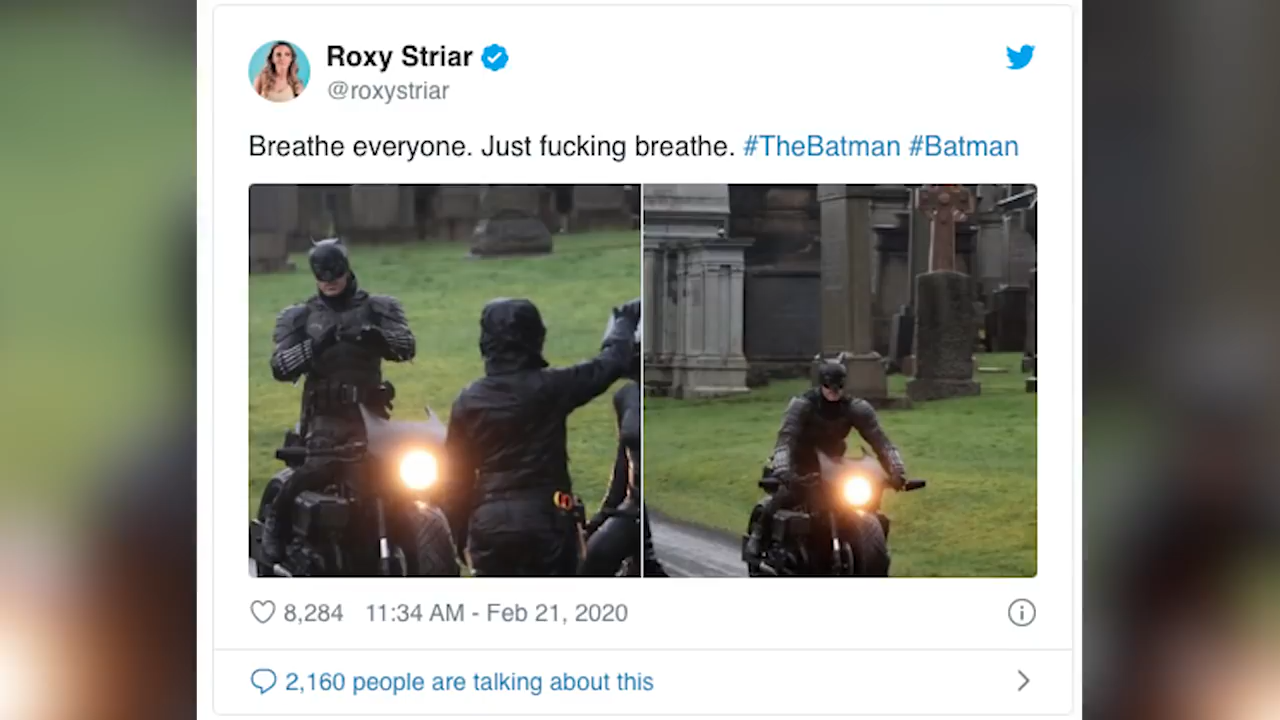 Roxy Striar
@roxystriar
Breathe everyone. Just fucking breathe. #TheBatman #Batman
8,284 11:34 AM - Feb 21, 2020
2,160 people are talking about this